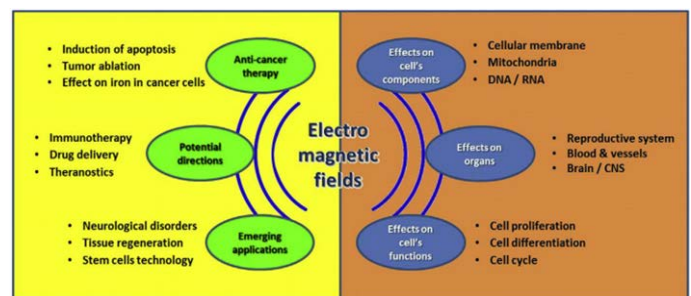 • Induction of apoptosis
• Tumor ablation
• Effect on iron in cancer cells
Anti-cancer
therapy
• Immunotherapy
• Drug delivery
• Theranostics
Potential
directions
• Neurological disorders
• Tissue regeneration
• Stem cells technology
Emerging
applications
Electro
magnetic
fields
Effects on
cell's
components
• Cellular membrane
• Mitochondria
• DNA / RNA
Effects on
organs
• Reproductive system
• Blood & vessels
• Brain / CNS
Effects on
cell's
functions
• Cell proliferation
• Cell differentiation
• Cell cycle